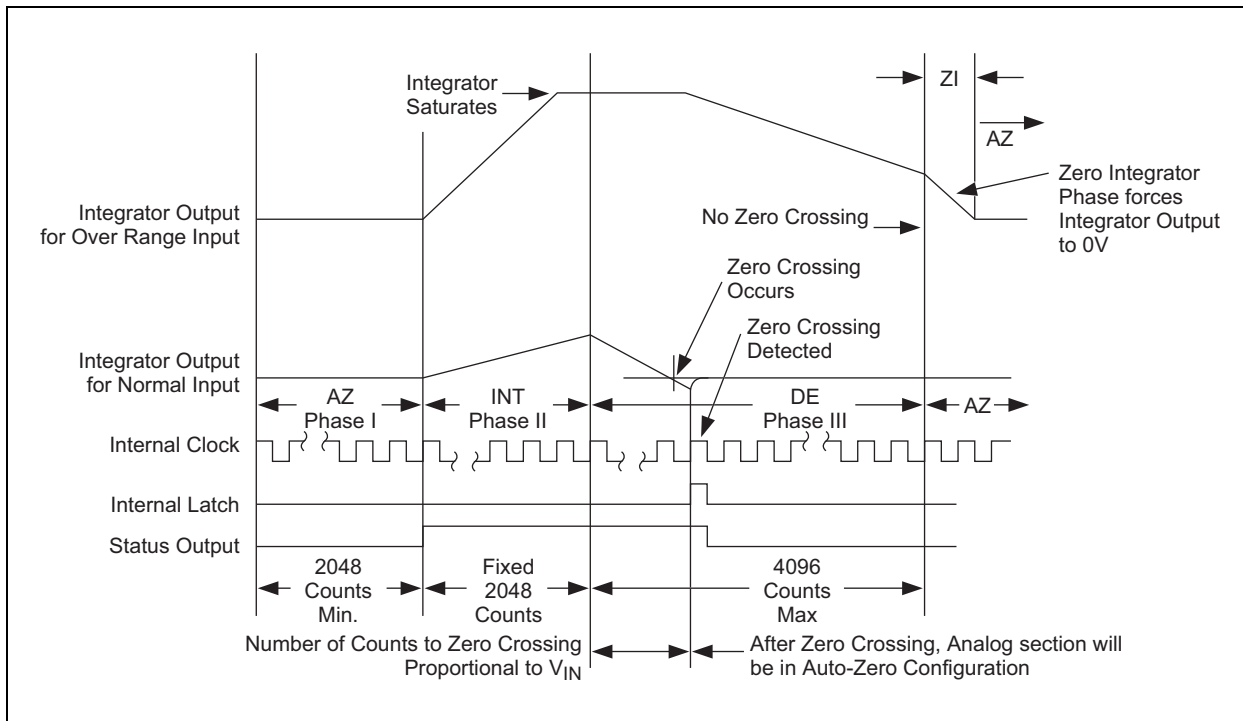 Integrator
Saturates
ZI
AZ
Zero Integrator
Phase forces
Integrator Output
to 0V
Integrator Output
for Over Range Input
No Zero Crossing
Zero Crossing
Occurs
Zero Crossing
Detected
Integrator Output
for Normal Input
AZ
Phase I
INT
Phase II
DE
Phase III
AZ
Internal Clock
Internal Latch
Status Output
2048
Counts
Min.
Fixed
2048
Counts
4096
Counts
Max
Number of Counts to Zero Crossing
Proportional to VIN
After Zero Crossing, Analog section will
be in Auto-Zero Configuration